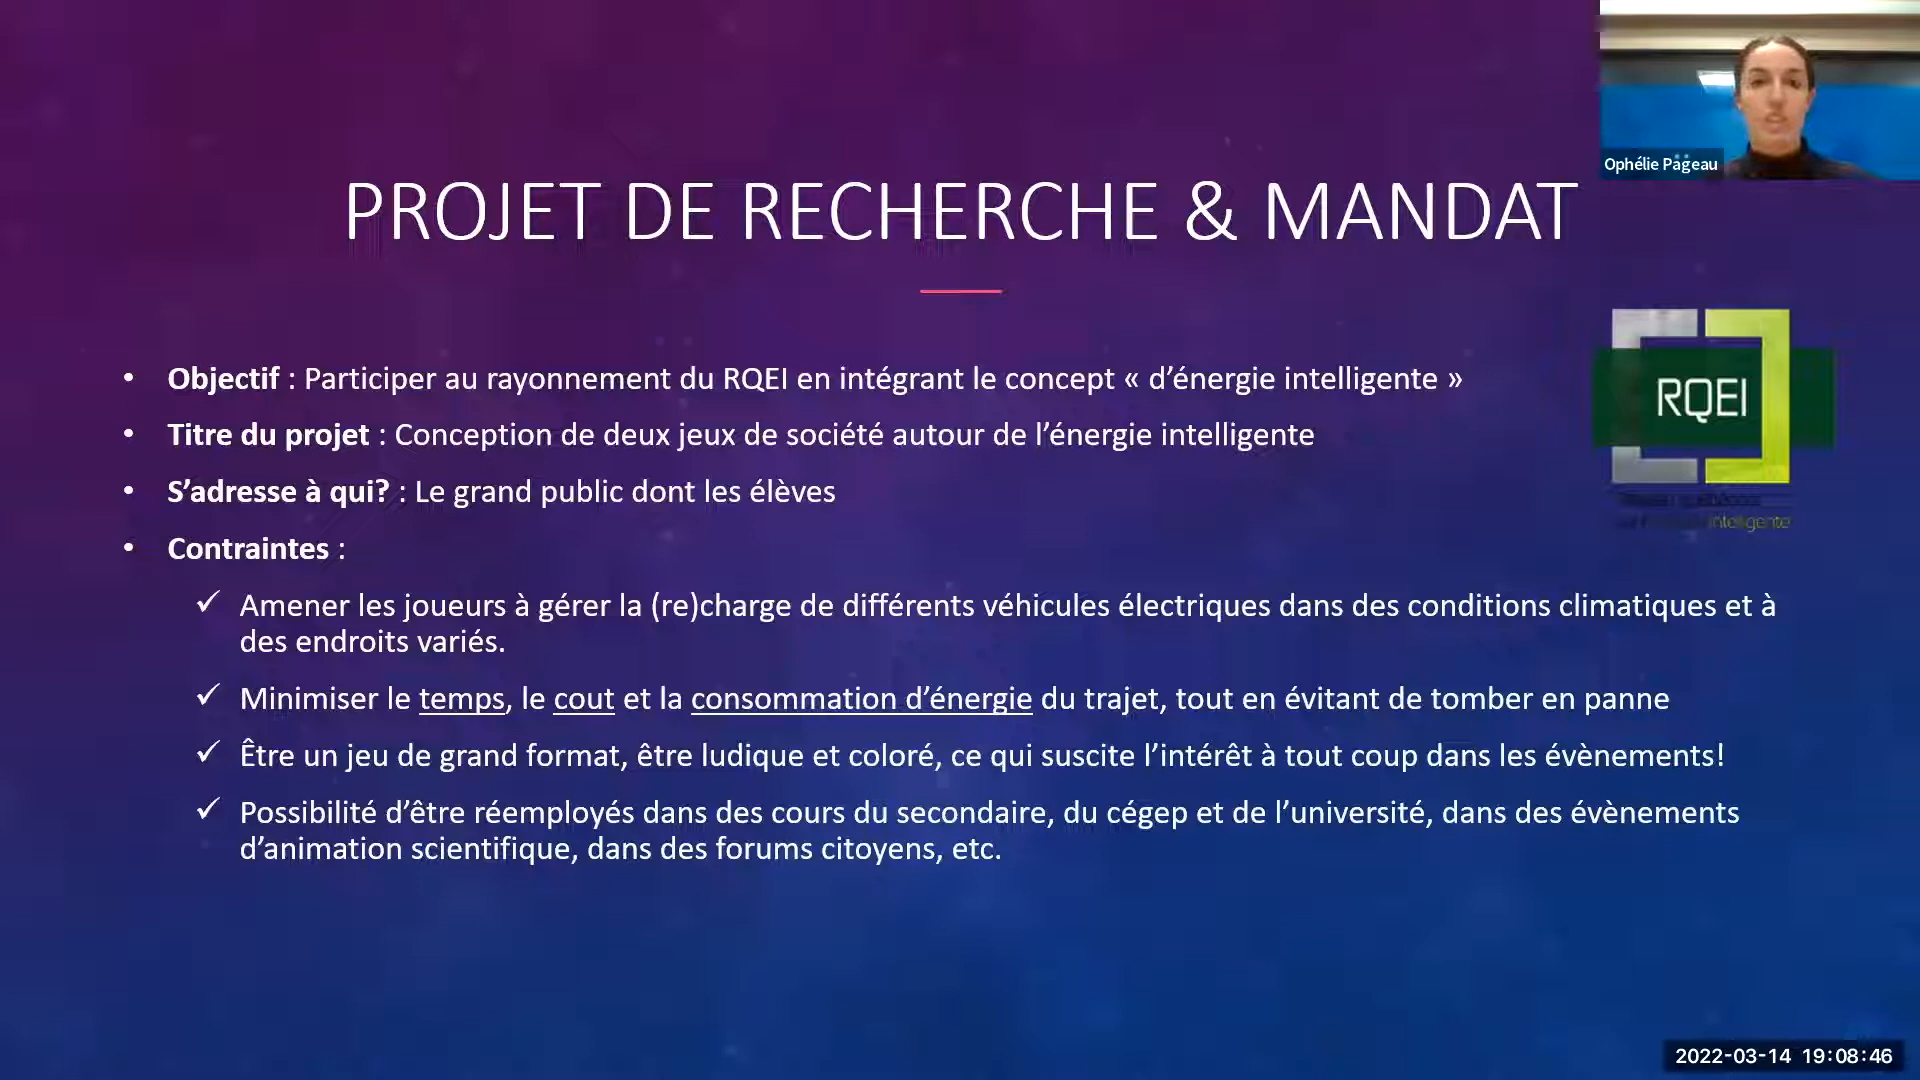 Ophélie Pageau
PROJET DE RECHERCHE & MANDAT
• Objectif : Participer au rayonnement du RQEI en intégrant le concept « d’énergie intelligente »
• Titre du projet : Conception de deux jeux de société autour de l’énergie intelligente
• S’adresse à qui? : Le grand public dont les élèves
• Contraintes :
✓ Amener les joueurs à gérer la (re)charge de différents véhicules électriques dans des conditions climatiques et à
des endroits variés.
✓ Minimiser le temps, le cout et la consommation d’énergie du trajet, tout en évitant de tomber en panne
✓ Être un jeu de grand format, être ludique et coloré, ce qui suscite l’intérêt à tout coup dans les évènements!
✓ Possibilité d’être réemployés dans des cours du secondaire, du cégep et de l’université, dans des évènements
d’animation scientifique, dans des forums citoyens, etc.
RQEI
intelligente
2022-03-14 19:08:46